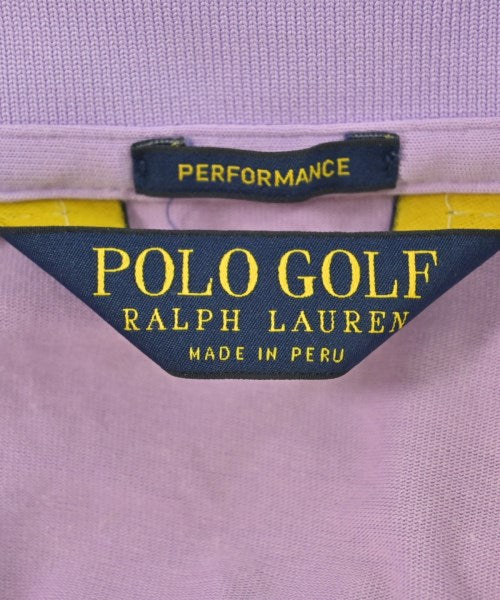 PERFORMANCE
POLO GOLF
RALPH LAUREN
MADE IN PERU